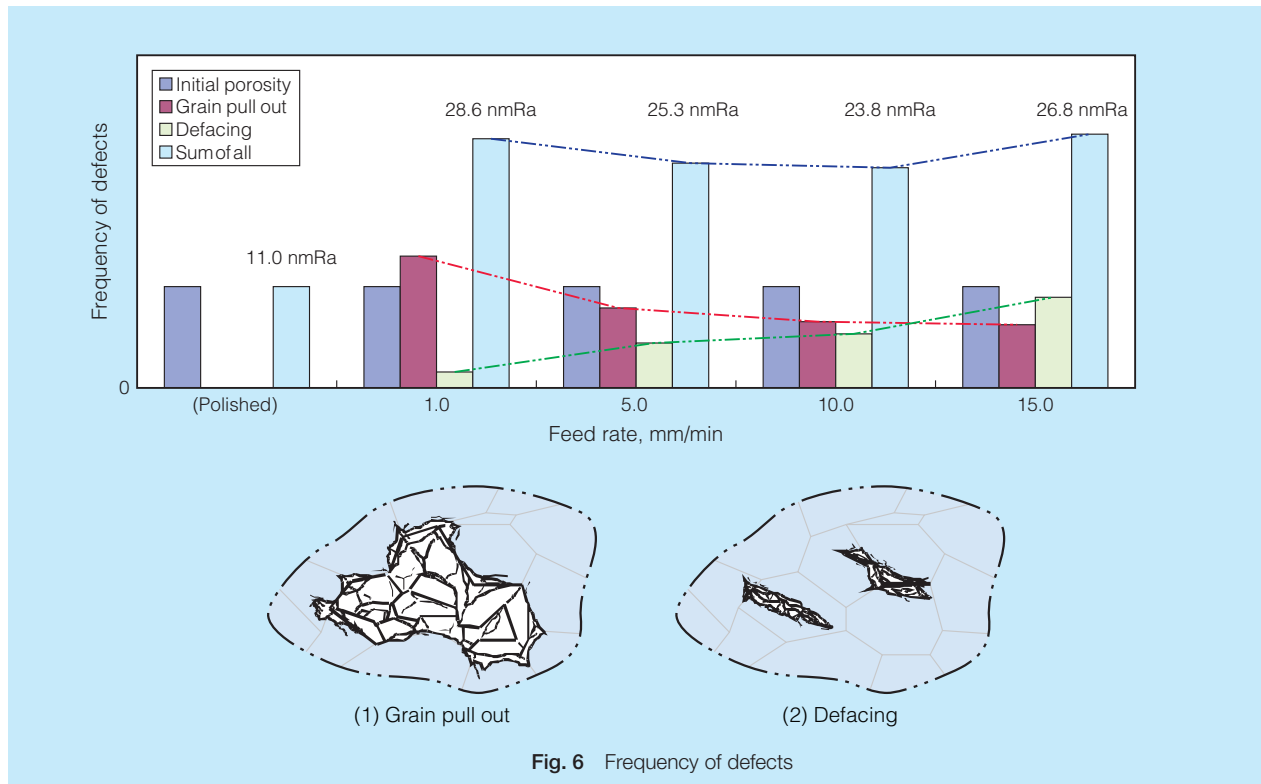 Initial porosity
Grain pull out
Defacing
Sum of all
Frequency of defects
28.6 nmRa
25.3 nmRa
23.8 nmRa
26.8 nmRa
11.0 nmRa
0
(Polished)
1.0
5.0
10.0
15.0
Feed rate, mm/min
(1) Grain pull out
(2) Defacing
Fig. 6 Frequency of defects